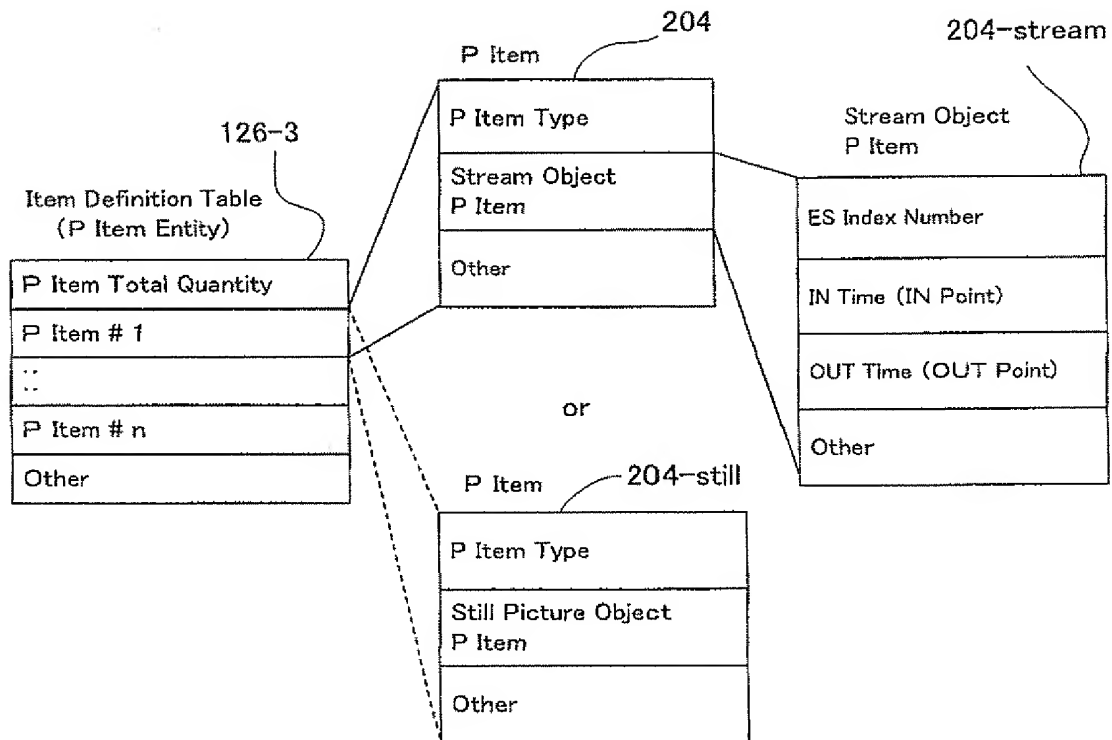 126-3
Item Definition Table
(P Item Entity)
P Item Total Quantity
P Item # 1
: :
P Item # n
Other
204
P Item
P Item Type
Stream Object
P Item
Other
204-stream
Stream Object
P Item
ES Index Number
IN Time (IN Point)
OUT Time (OUT Point)
Other
or
P Item
204-still
P Item Type
Still Picture Object
P Item
Other